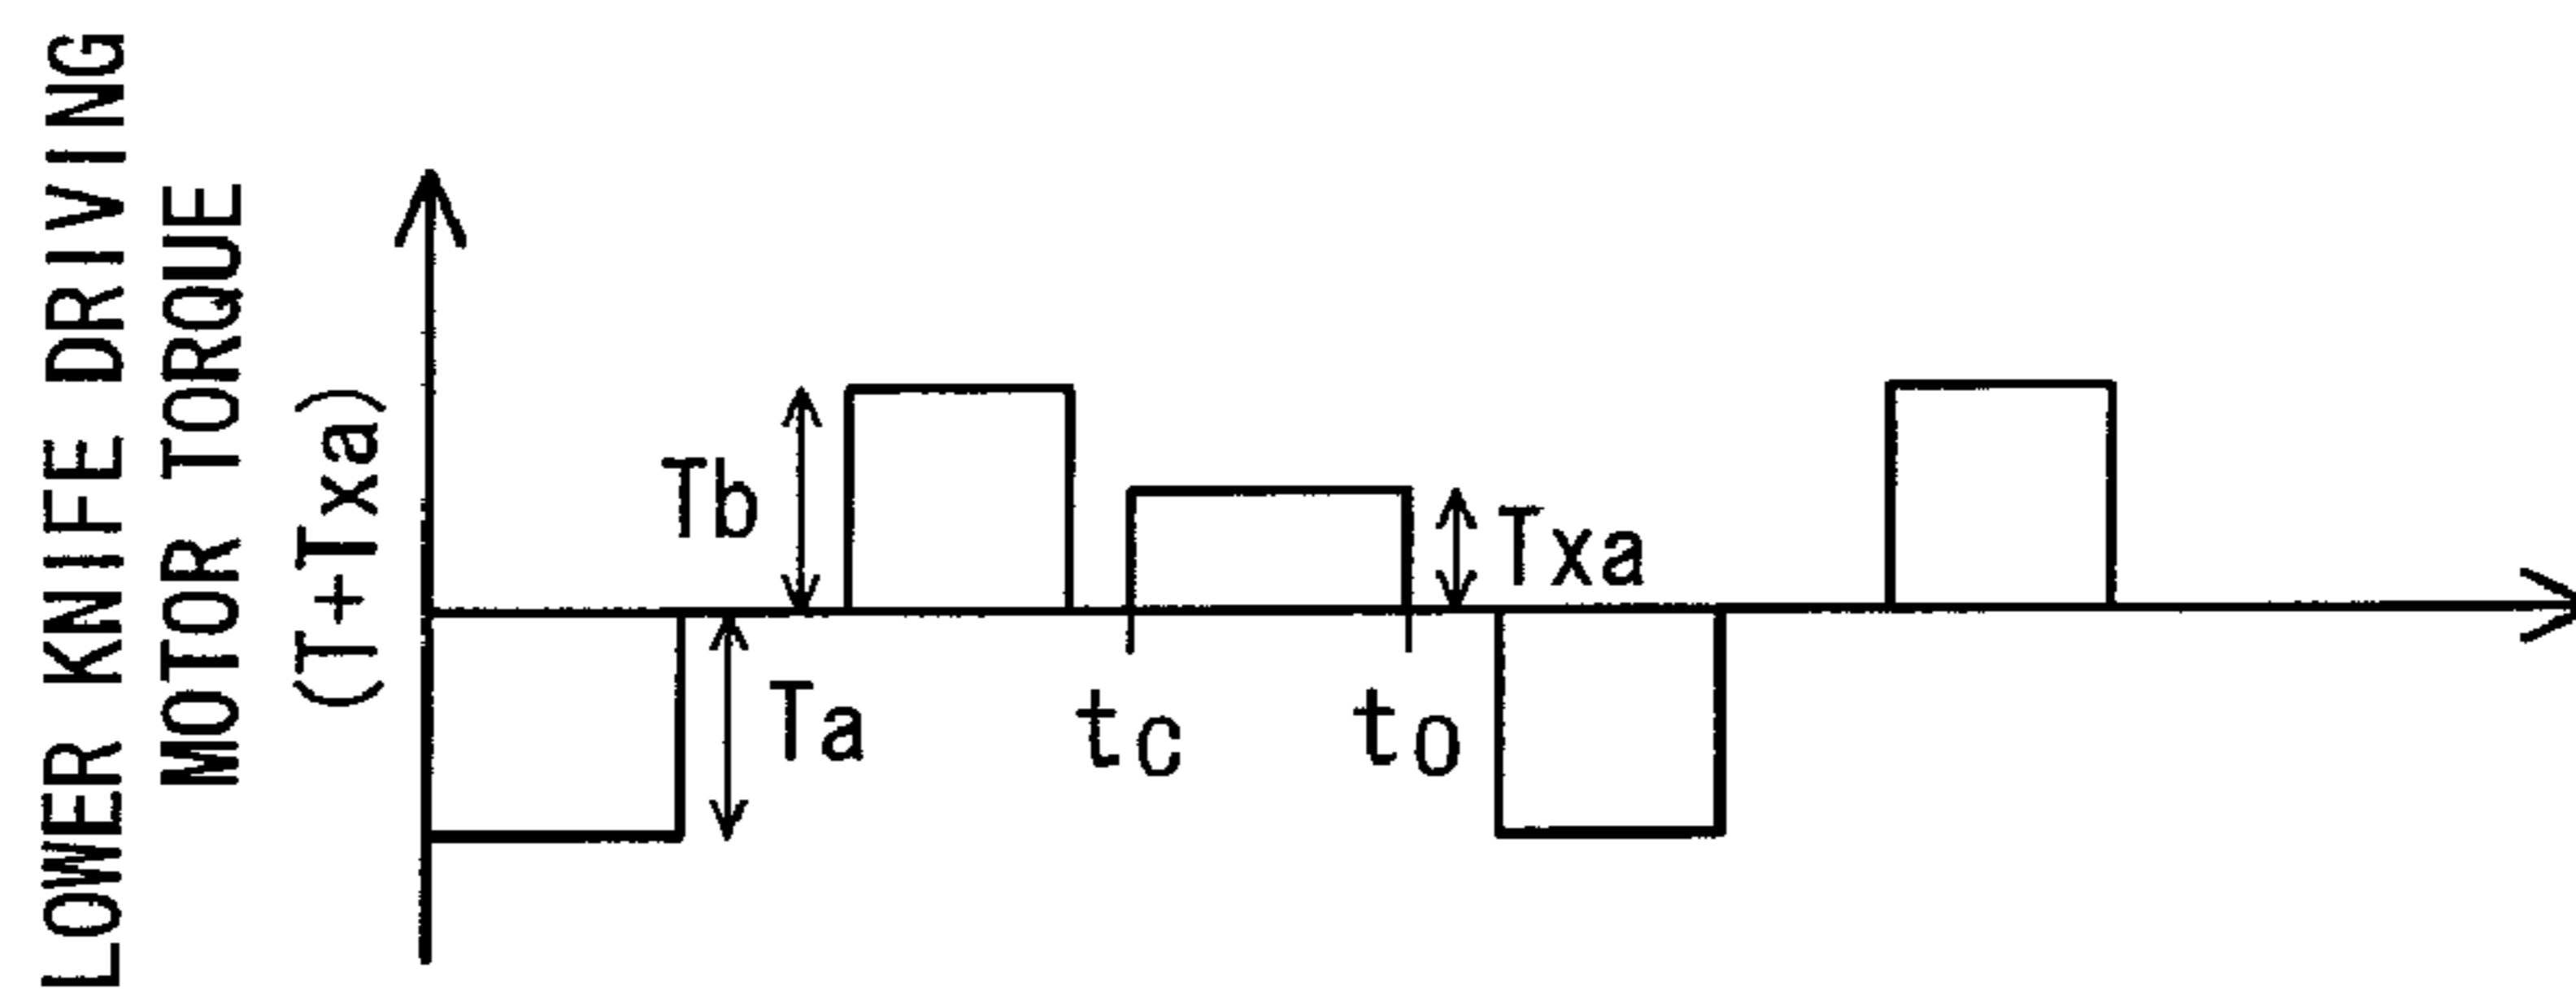 LOWER KNIFE DRIVING
MOTOR TORQUE
(T+Txa)
Tb
Txa
Ta
tc
to